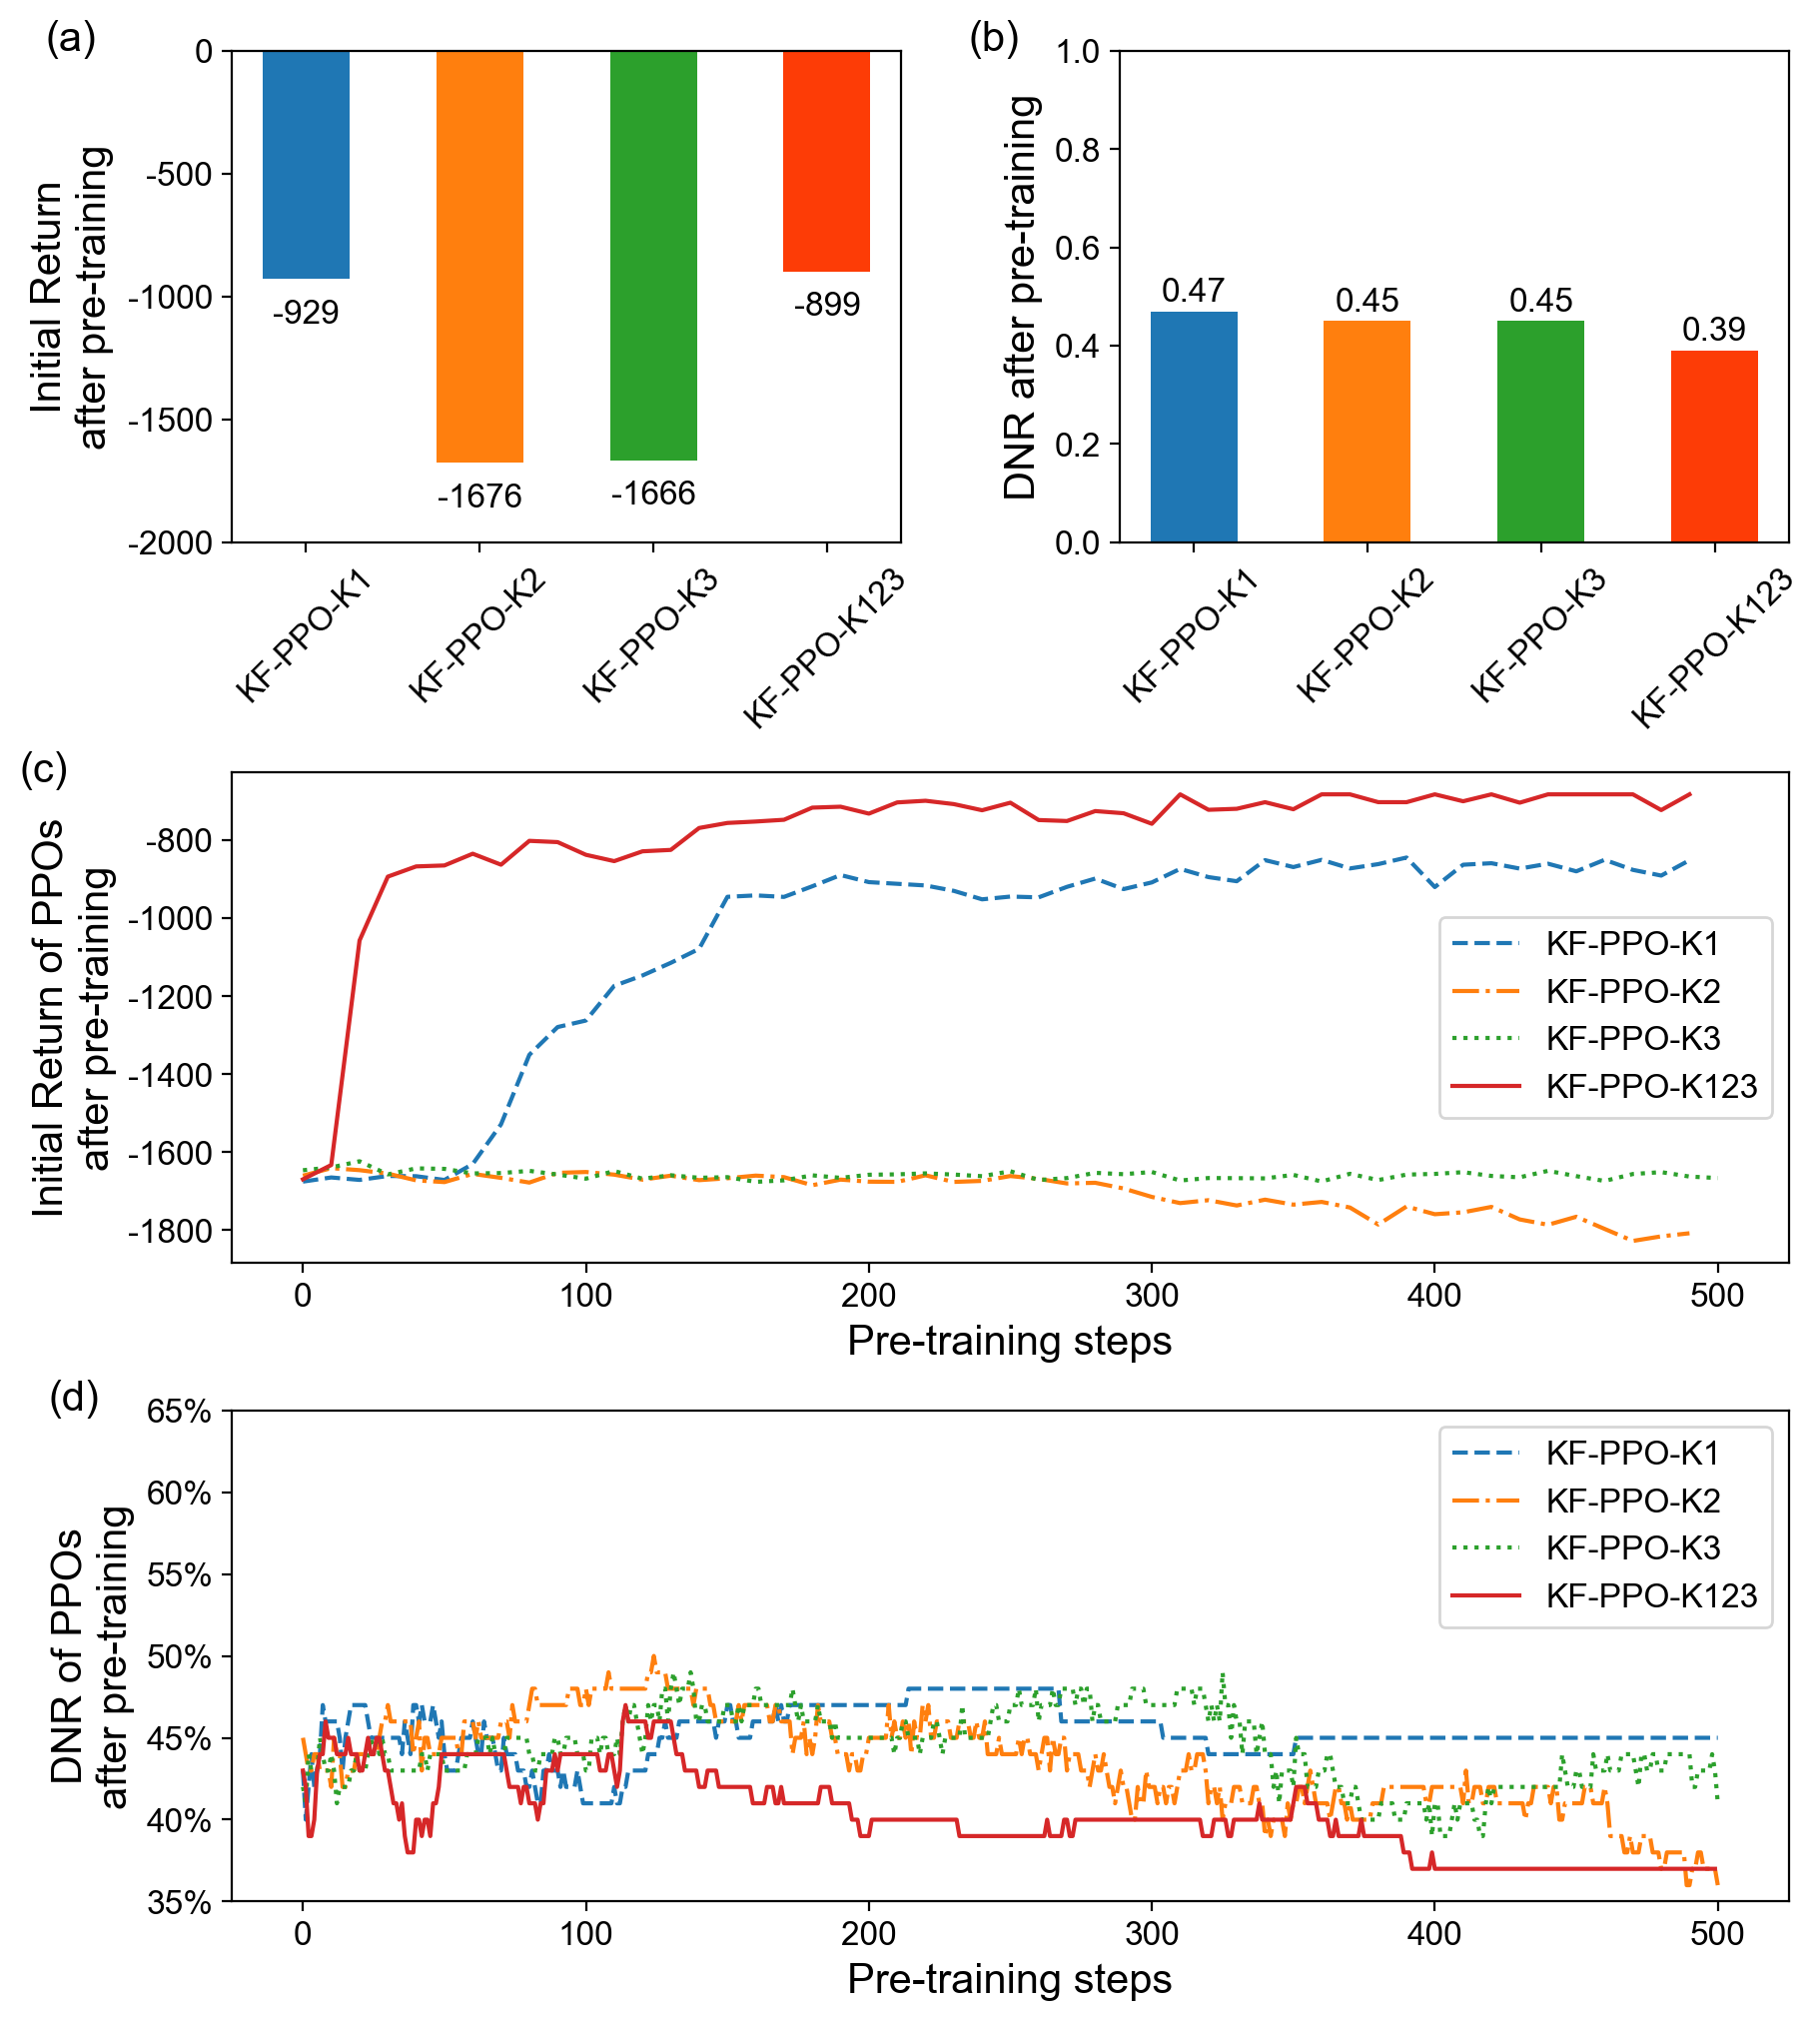 (a)
0
-500
-1000
-1500
-2000
Initial Return
after pre-training
-929
-1676
-1666
-899
KF-PPO-K1
KF-PPO-K2
KF-PPO-K3
KF-PPO-K123
(b)
1.0
0.8
0.6
0.4
0.2
0.0
DNR after pre-training
0.47
0.45
0.45
0.39
KF-PPO-K1
KF-PPO-K2
KF-PPO-K3
KF-PPO-K123
(c)
-800
-1000
-1200
-1400
-1600
-1800
Initial Return of PPOs
after pre-training
KF-PPO-K1
KF-PPO-K2
KF-PPO-K3
KF-PPO-K123
0
100
200
300
400
500
Pre-training steps
(d)
65%
60%
55%
50%
45%
40%
35%
DNR of PPOs
after pre-training
KF-PPO-K1
KF-PPO-K2
KF-PPO-K3
KF-PPO-K123
0
100
200
300
400
500
Pre-training steps